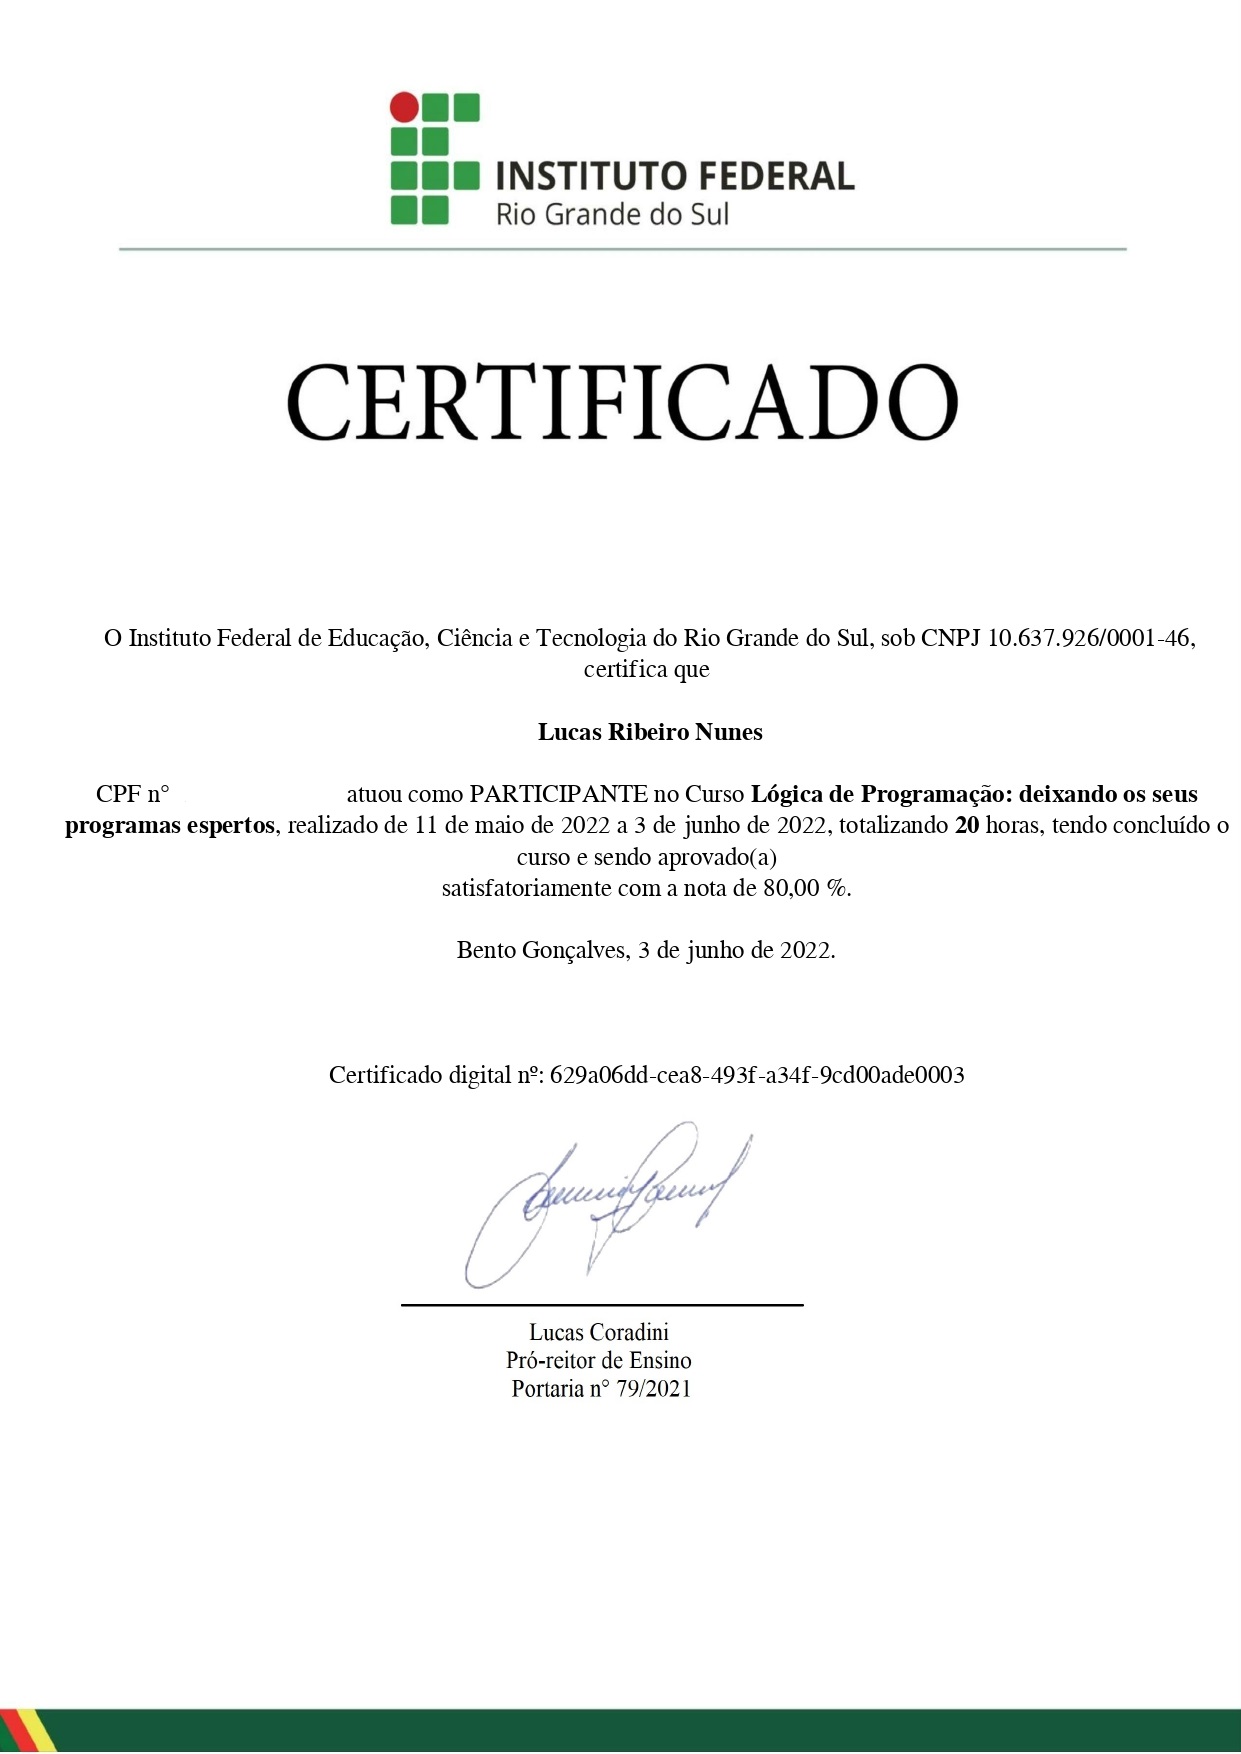 INSTITUTO FEDERAL
Rio Grande do Sul
CERTIFICADO
O Instituto Federal de Educação, Ciência e Tecnologia do Rio Grande do Sul, sob CNPJ 10.637.926/0001-46,
certifica que
Lucas Ribeiro Nunes
CPF n° atuou como PARTICIPANTE no Curso Lógica de Programação: deixando os seus
programas espertos, realizado de 11 de maio de 2022 a 3 de junho de 2022, totalizando 20 horas, tendo concluído o
curso e sendo aprovado(a)
satisfatoriamente com a nota de 80,00 %.
Bento Gonçalves, 3 de junho de 2022.
Certificado digital nº: 629a06dd-cea8-493f-a34f-9cd00ade0003
Lucas Coradini
Pró-reitor de Ensino
Portaria n° 79/2021